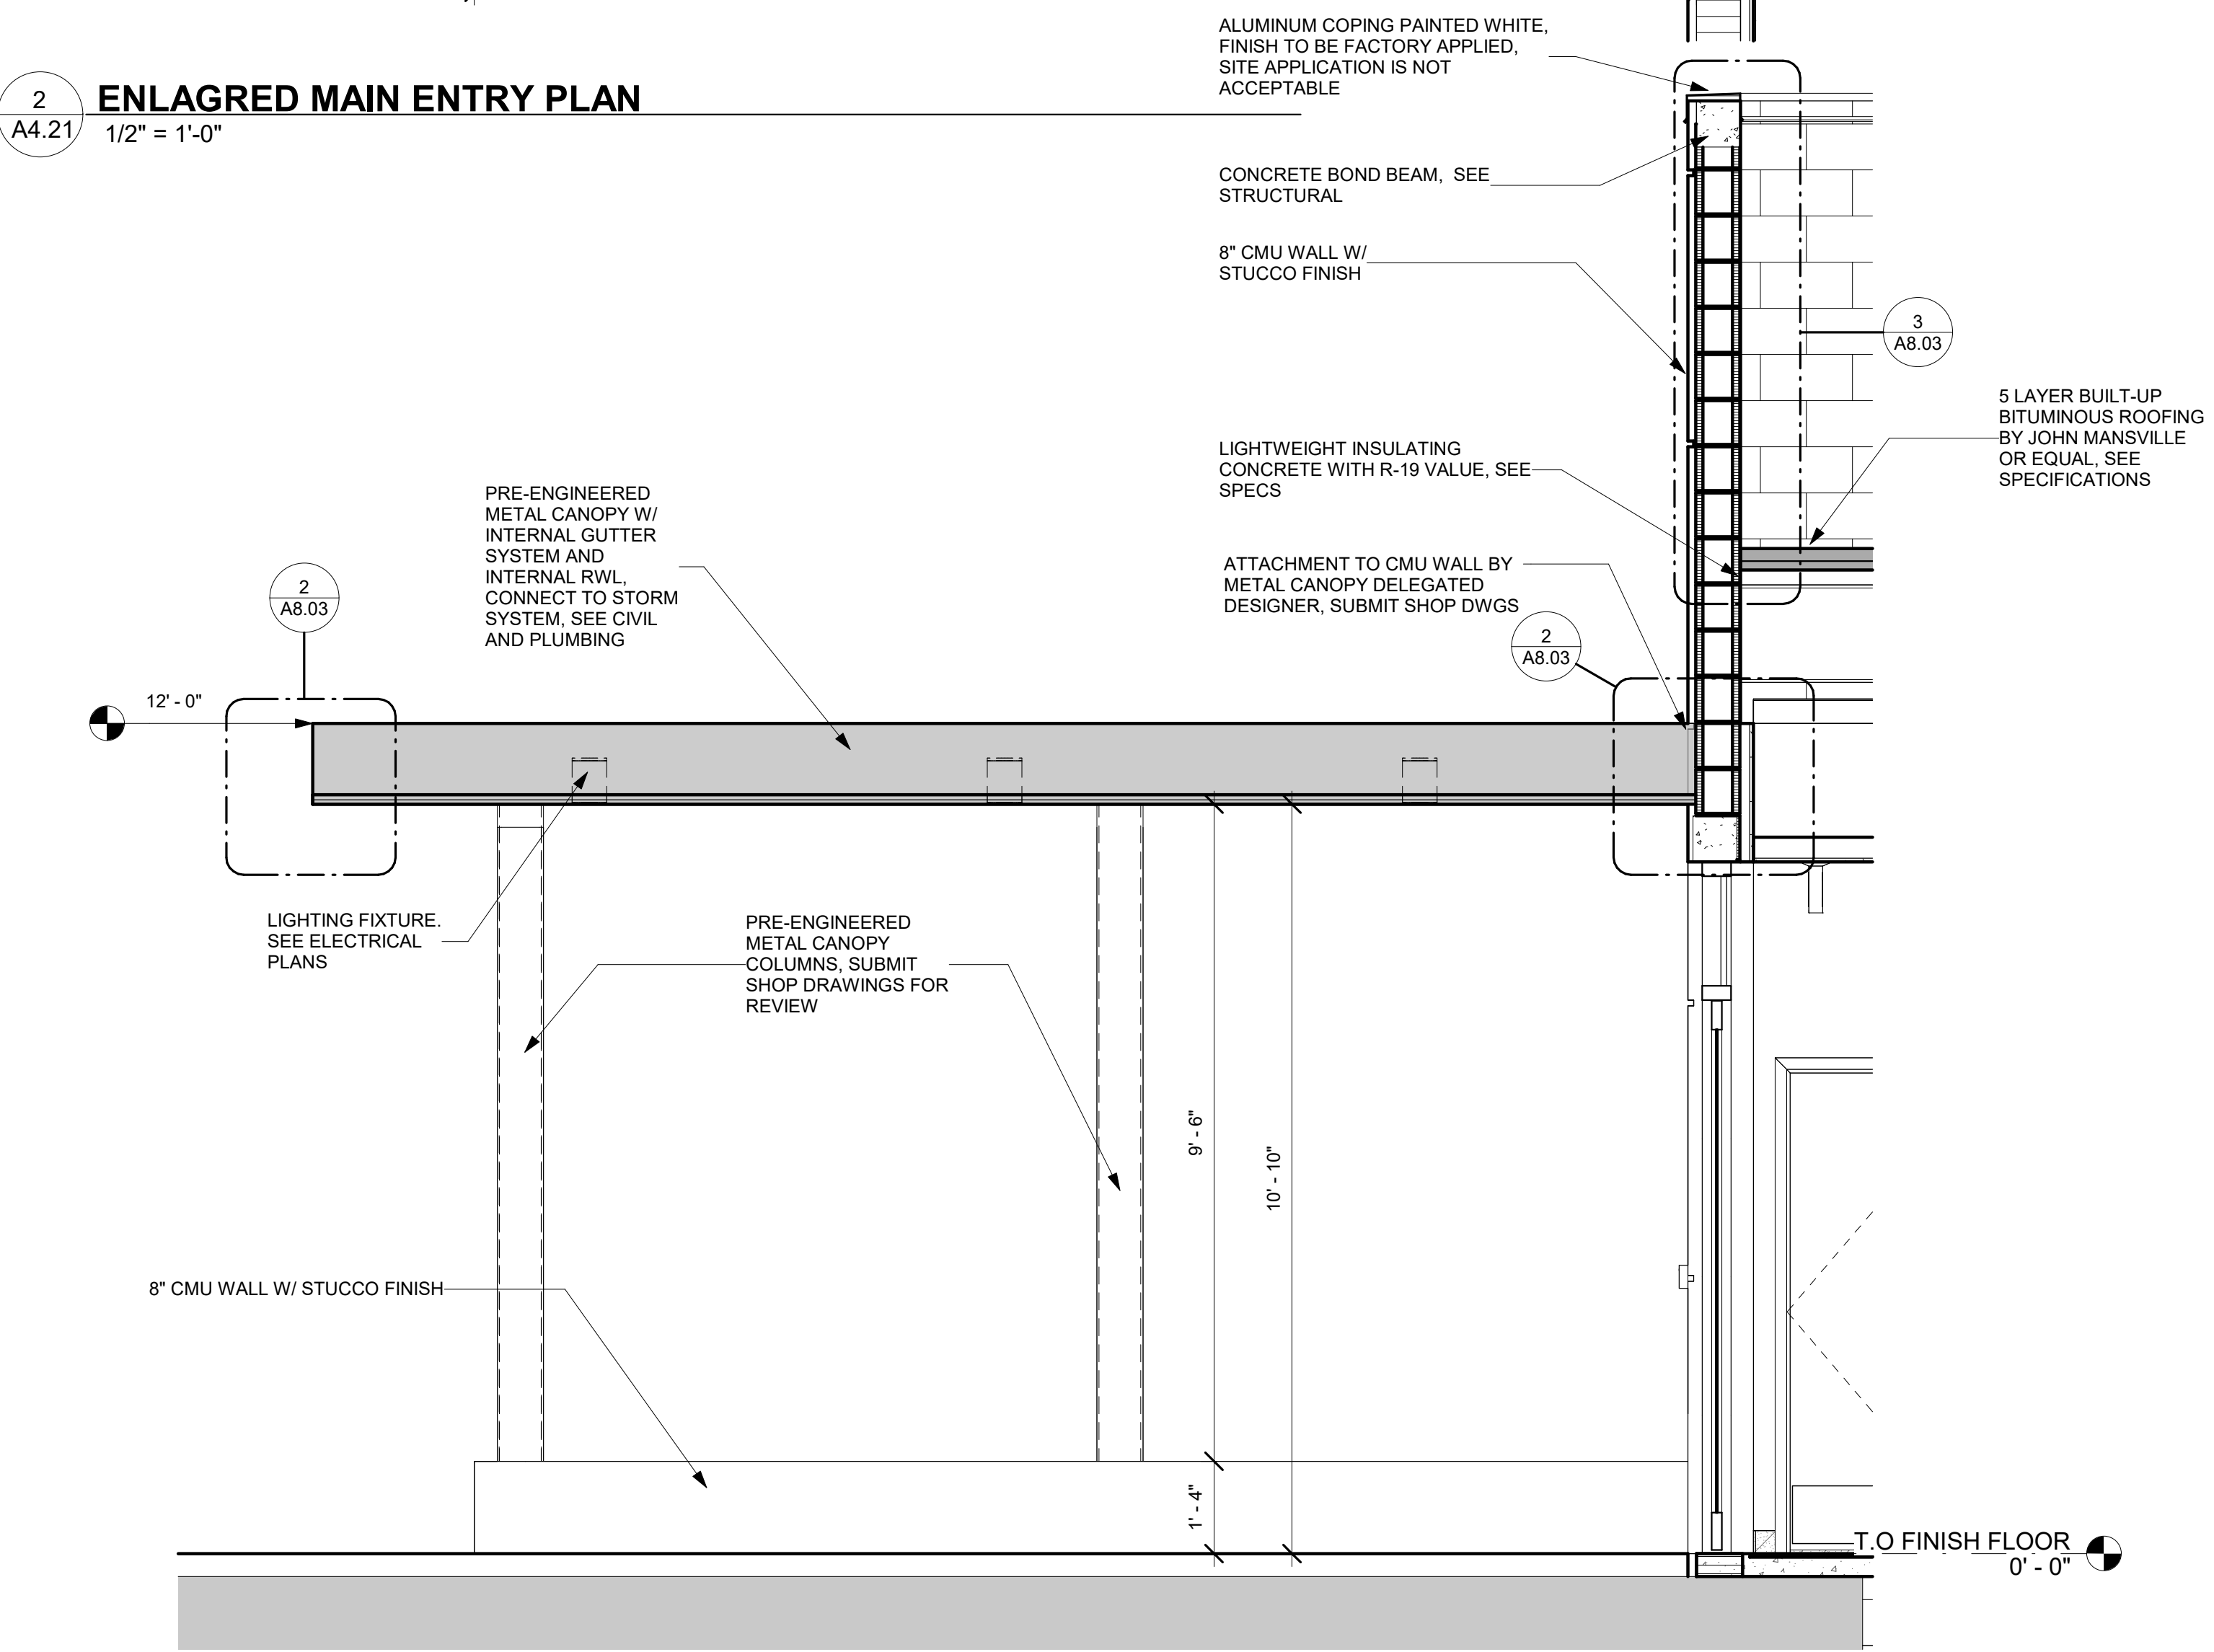 2
A4.21
ENLAGRED MAIN ENTRY PLAN
1/2" = 1'-0"
ALUMINUM COPING PAINTED WHITE,
FINISH TO BE FACTORY APPLIED,
SITE APPLICATION IS NOT
ACCEPTABLE
CONCRETE BOND BEAM, SEE
STRUCTURAL
8" CMU WALL W/
STUCCO FINISH
3
A8.03
5 LAYER BUILT-UP
BITUMINOUS ROOFING
BY JOHN MANSVILLE
OR EQUAL, SEE
SPECIFICATIONS
LIGHTWEIGHT INSULATING
CONCRETE WITH R-19 VALUE, SEE
SPECS
PRE-ENGINEERED
METAL CANOPY W/
INTERNAL GUTTER
SYSTEM AND
INTERNAL RWL,
CONNECT TO STORM
SYSTEM, SEE CIVIL
AND PLUMBING
ATTACHMENT TO CMU WALL BY
METAL CANOPY DELEGATED
DESIGNER, SUBMIT SHOP DWGS
2
A8.03
2
A8.03
12' - 0"
LIGHTING FIXTURE.
SEE ELECTRICAL
PLANS
PRE-ENGINEERED
METAL CANOPY
COLUMNS, SUBMIT
SHOP DRAWINGS FOR
REVIEW
9' - 6"
10' - 10"
8" CMU WALL W/ STUCCO FINISH
1' - 4"
T.O FINISH FLOOR
0' - 0"